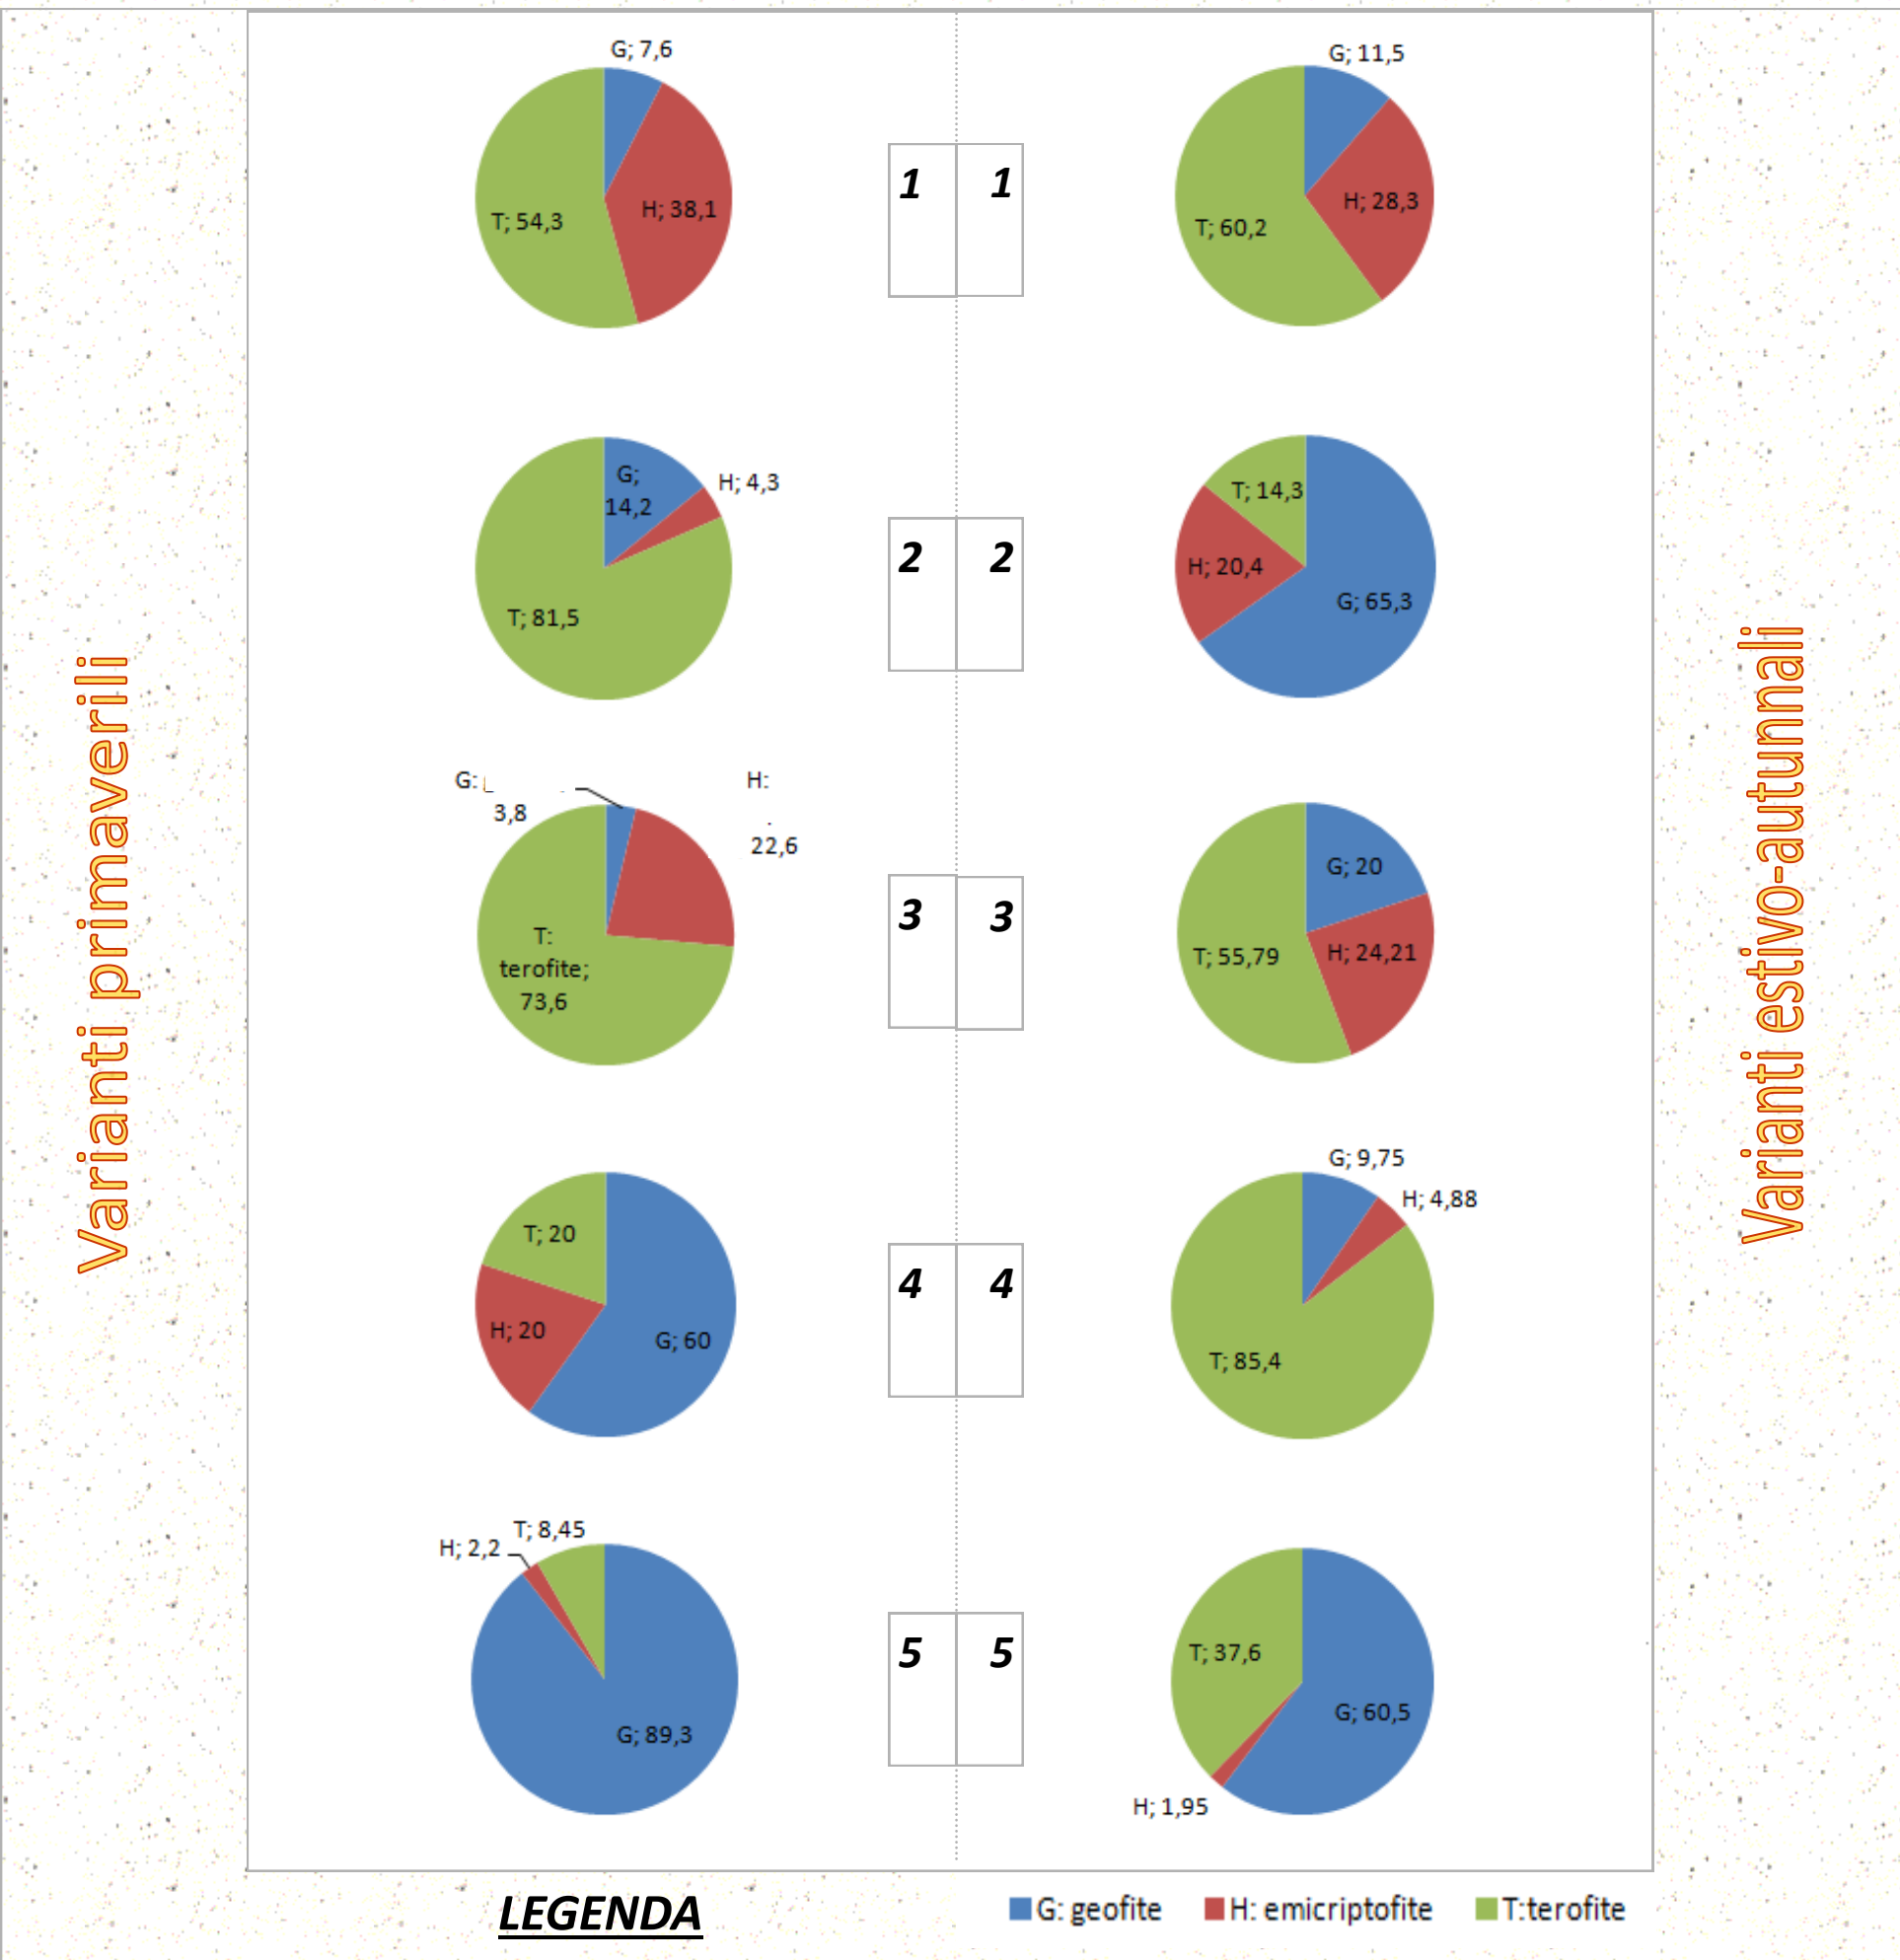 Varianti primaverili
G; 7,6
H; 38,1
T; 54,3
1
1
G; 11,5
H; 28,3
T; 60,2
G;
14,2
H; 4,3
T; 81,5
2
2
T; 14,3
H; 20,4
G; 65,3
G:
3,8
H:
22,6
T:
terofite;
73,6
3
3
G; 20
H; 24,21
T; 55,79
T; 20
H; 20
G; 60
4
4
G; 9,75
H; 4,88
T; 85,4
T; 8,45
H; 2,2
G; 89,3
5
5
T; 37,6
G; 60,5
H; 1,95
Varianti estivo-autunnali
LEGENDA
G: geofite
H: emicriptofite
T:terofite